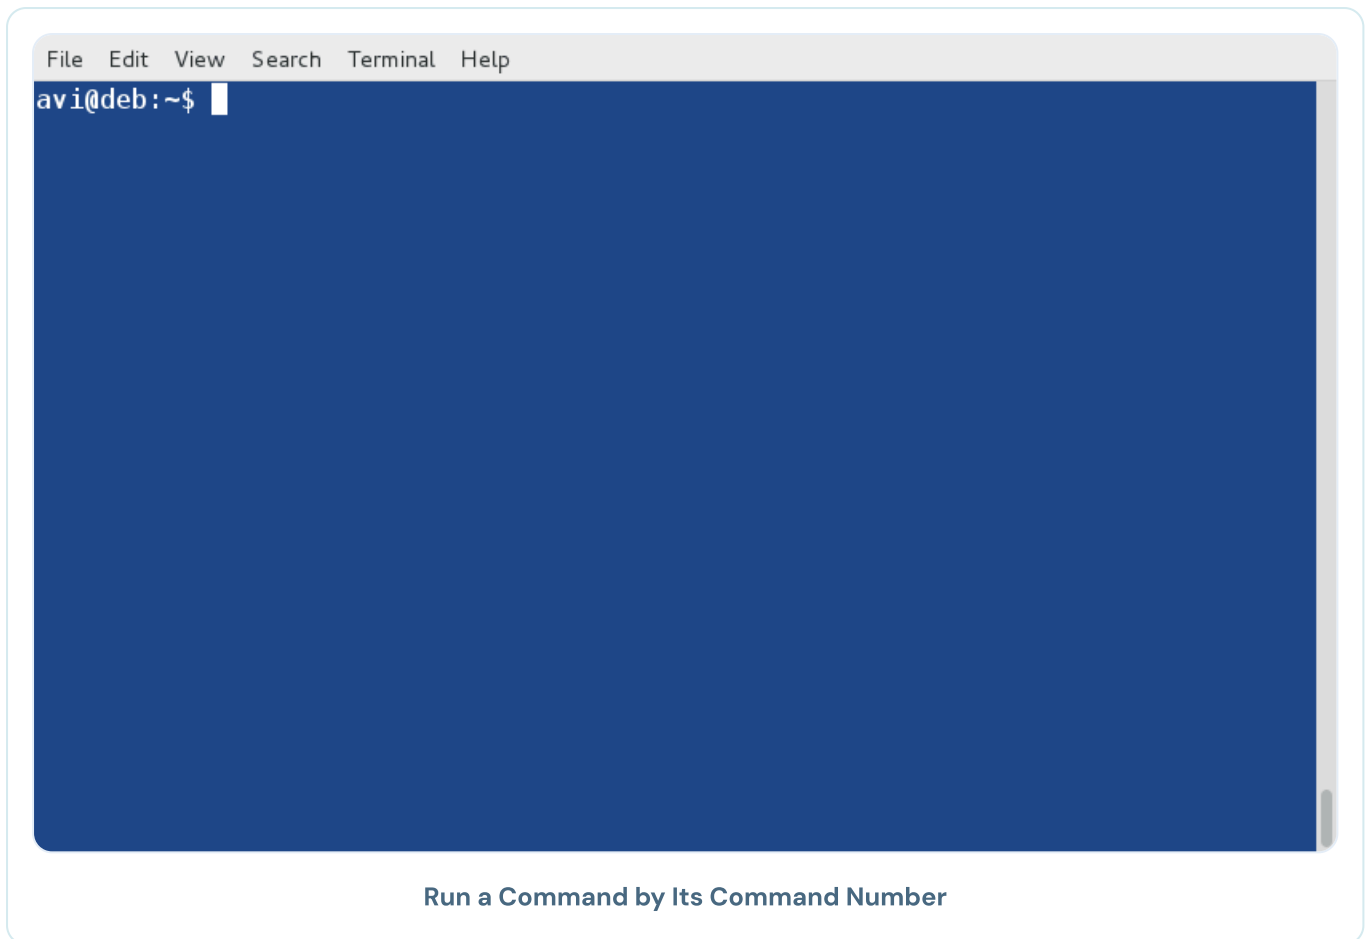 File Edit View Search Terminal Help
avi@deb:~$
Run a Command by Its Command Number